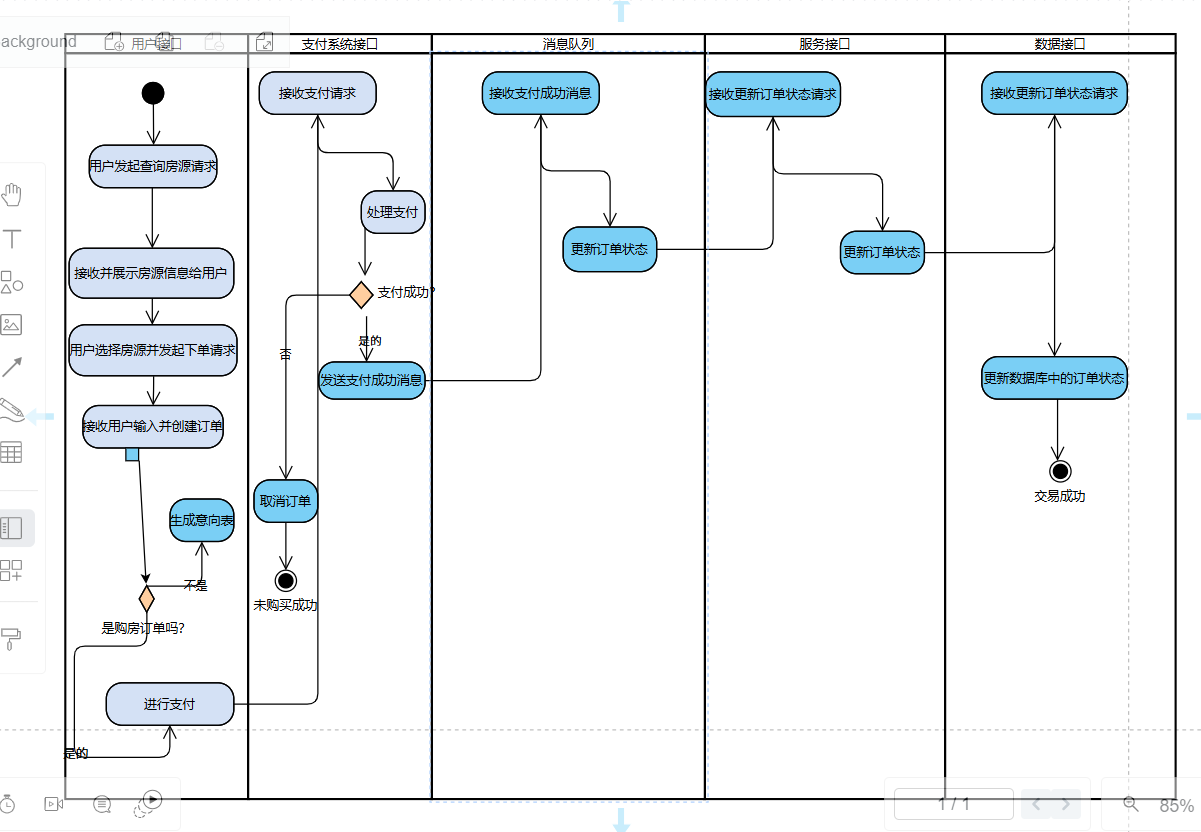 ackground
用户接口
支付系统接口
消息队列
服务接口
数据接口
接收支付请求
接收支付成功消息
接收更新订单状态请求
接收更新订单状态请求
用户发起查询房源请求
处理支付
更新订单状态
更新订单状态
接收并展示房源信息给用户
支付成功?
是的
否
用户选择房源并发起下单请求
发送支付成功消息
更新数据库中的订单状态
接收用户输入并创建订单
交易成功
取消订单
生成意向表
不是
未购买成功
是购房订单吗?
进行支付
是的
1 / 1
85%